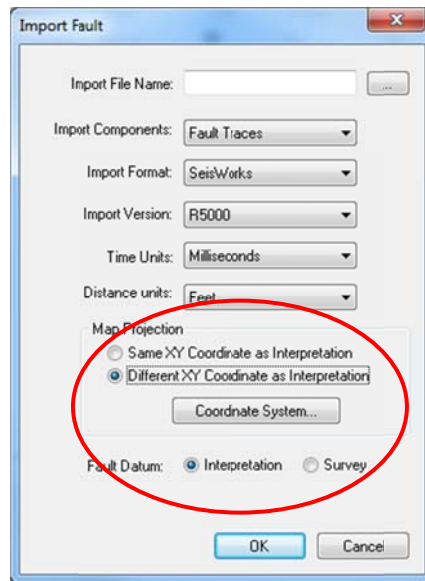 Import Fault
Import File Name: ...
Import Components: Fault Traces
Import Format: SeisWorks
Import Version: R5000
Time Units: Milliseconds
Distance units: Feet
Map Projection
Same XY Coordinate as Interpretation
Different XY Coordinate as Interpretation
Coordinate System...
Fault Datum: Interpretation Survey
OK Cancel